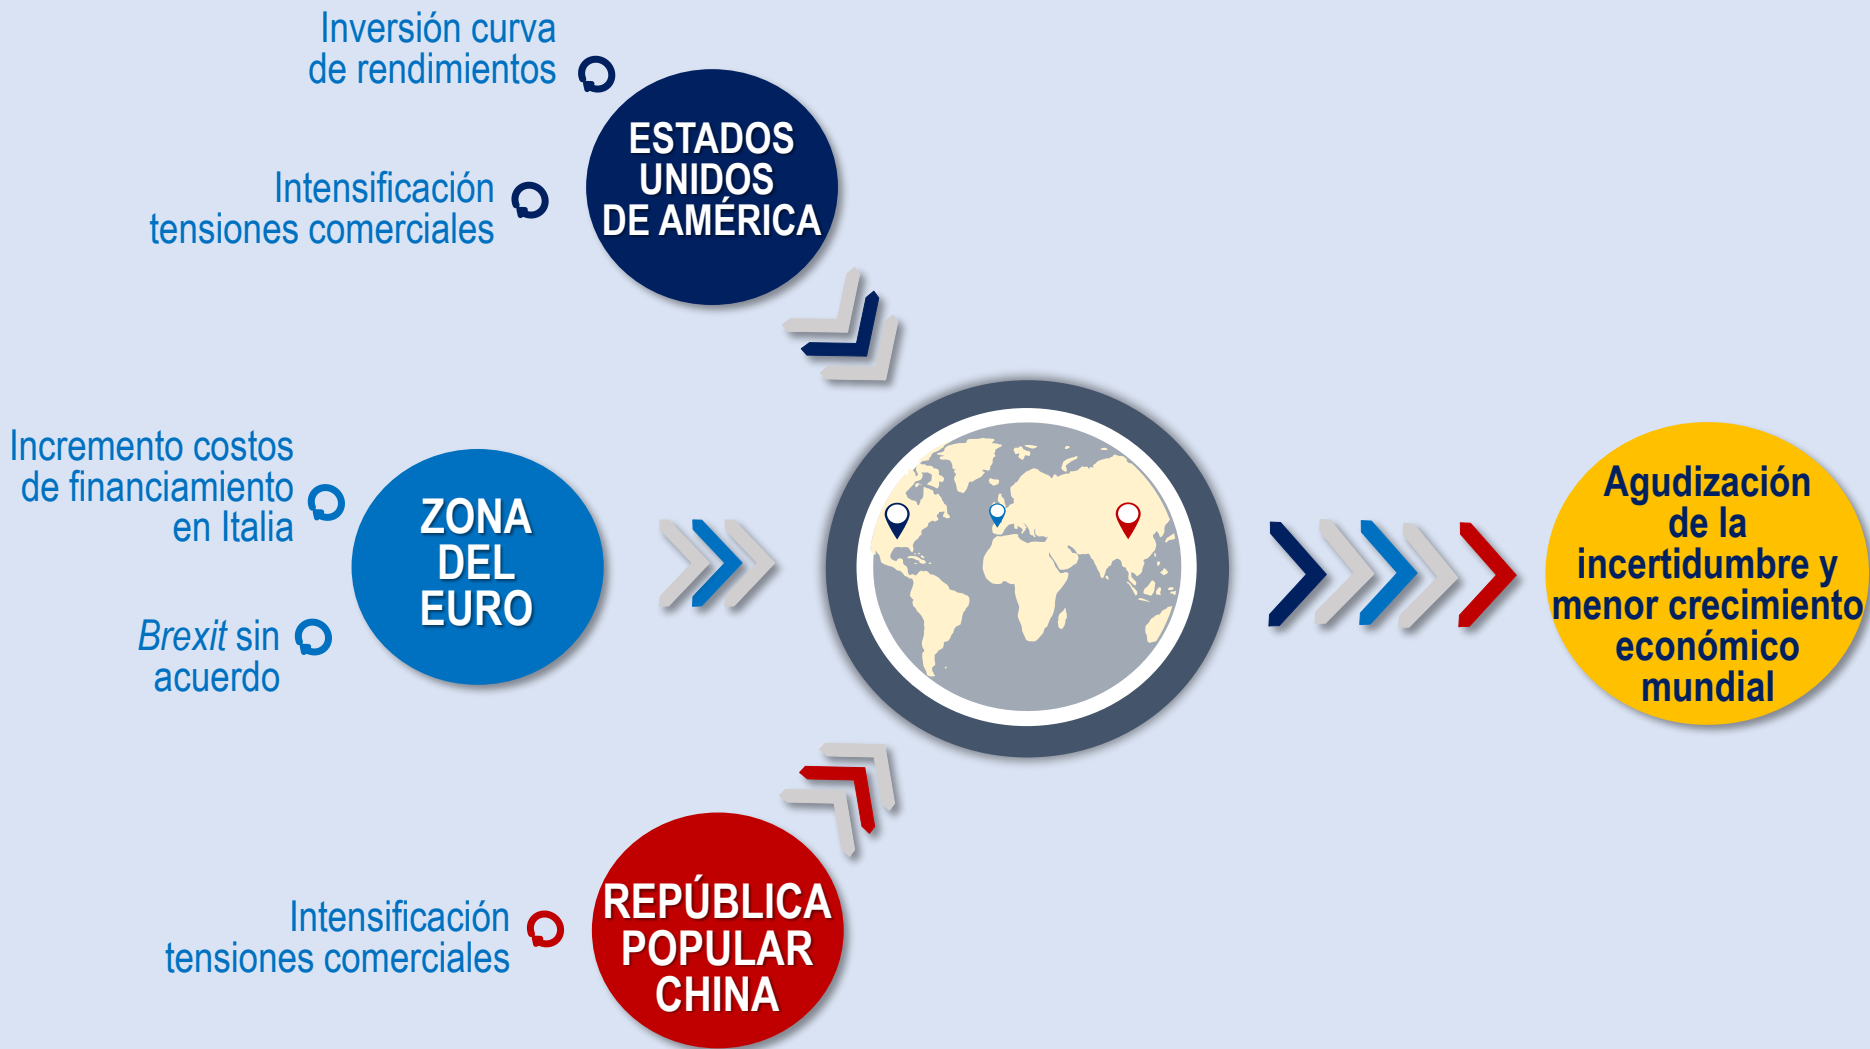 Inversión curva
de rendimientos
Intensificación
tensiones comerciales
ESTADOS
UNIDOS
DE AMÉRICA
Incremento costos
de financiamiento
en Italia
Brexit sin
acuerdo
ZONA
DEL
EURO
Intensificación
tensiones comerciales
REPÚBLICA
POPULAR
CHINA
Agudización
de la
incertidumbre y
menor crecimiento
económico
mundial